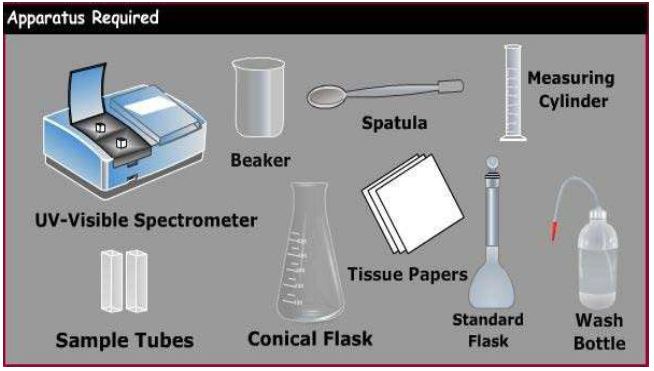 Apparatus Required
Measuring
Cylinder
Spatula
Beaker
UV-Visible Spectrometer
Tissue Papers
Sample Tubes
Conical Flask
Standard
Flask
Wash
Bottle